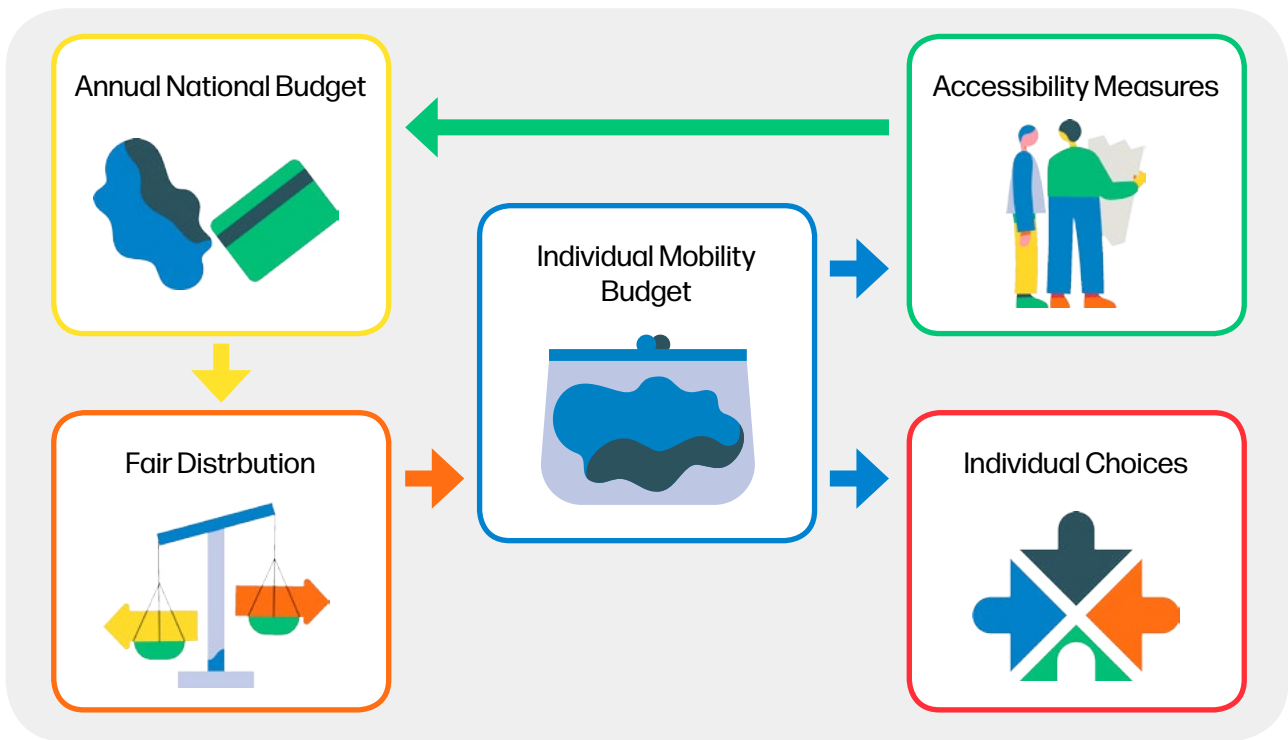 Annual National Budget
Accessibility Measures
Individual Mobility
Budget
Fair Distrbution
Individual Choices